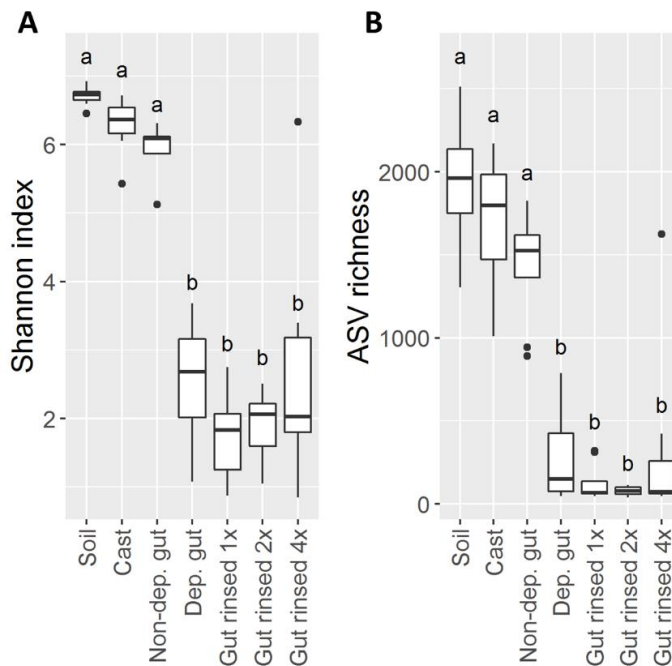 A
Shannon index
6
4
2
a
a
a
b
b
b
b
Soil
Cast
Non-dep. gut
Dep. gut
Gut rinsed 1x
Gut rinsed 2x
Gut rinsed 4x
B
ASV richness
2000
1000
0
a
a
a
b
b
b
b
Soil
Cast
Non-dep. gut
Dep. gut
Gut rinsed 1x
Gut rinsed 2x
Gut rinsed 4x